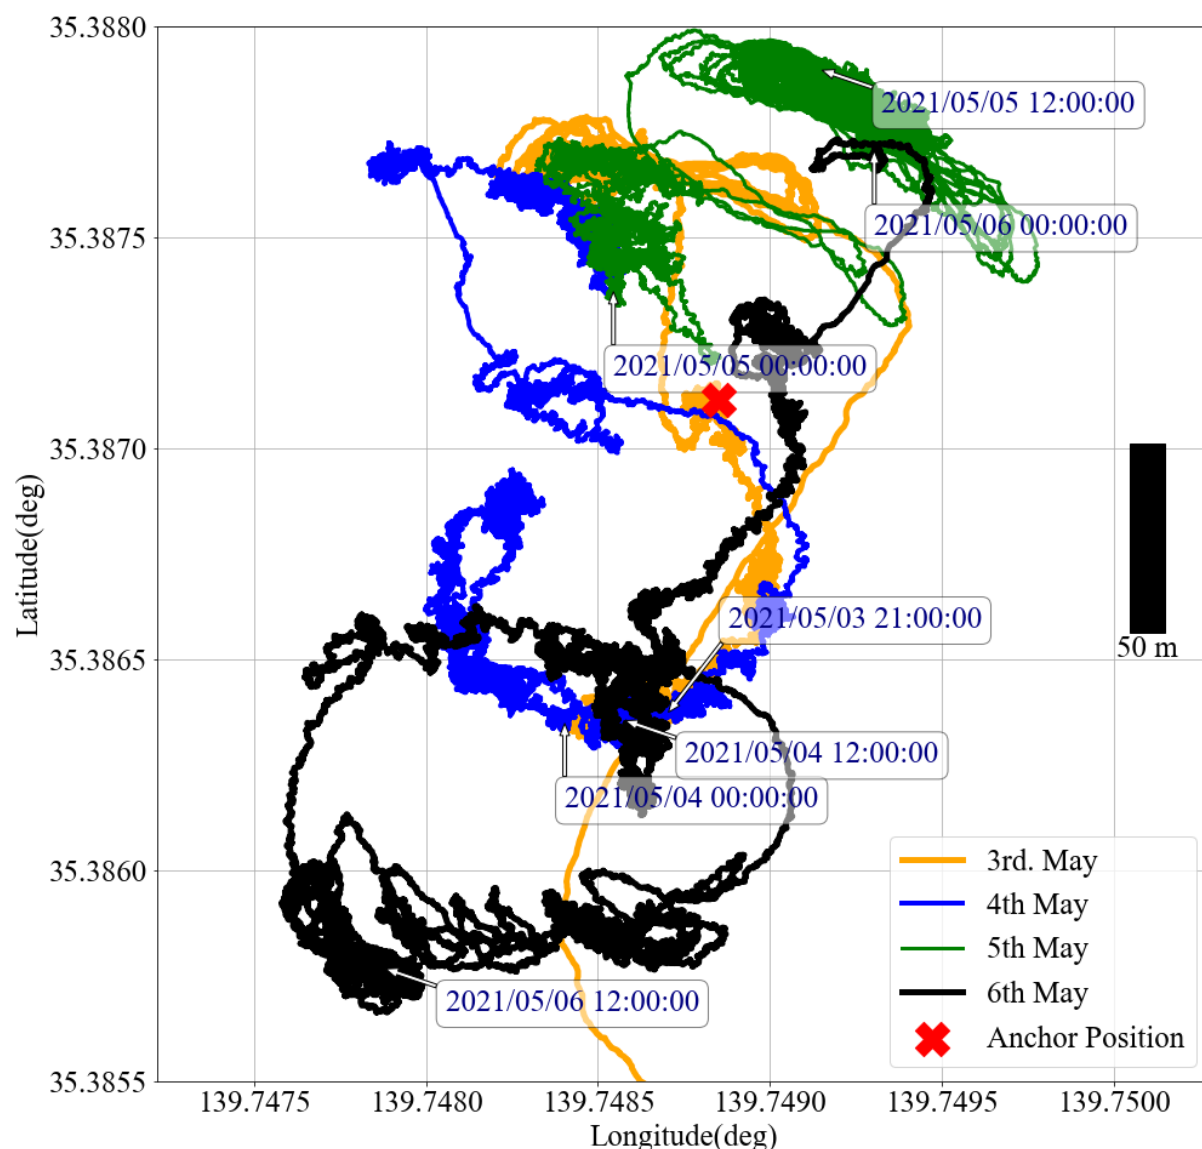 35.3880
35.3875
35.3870
35.3865
35.3860
35.3855
Latitude(deg)
2021/05/05 12:00:00
2021/05/06 00:00:00
2021/05/05 00:00:00
2021/05/03 21:00:00
2021/05/04 12:00:00
2021/05/04 00:00:00
2021/05/06 12:00:00
50 m
3rd. May
4th May
5th May
6th May
Anchor Position
139.7475 139.7480 139.7485 139.7490 139.7495 139.7500
Longitude(deg)